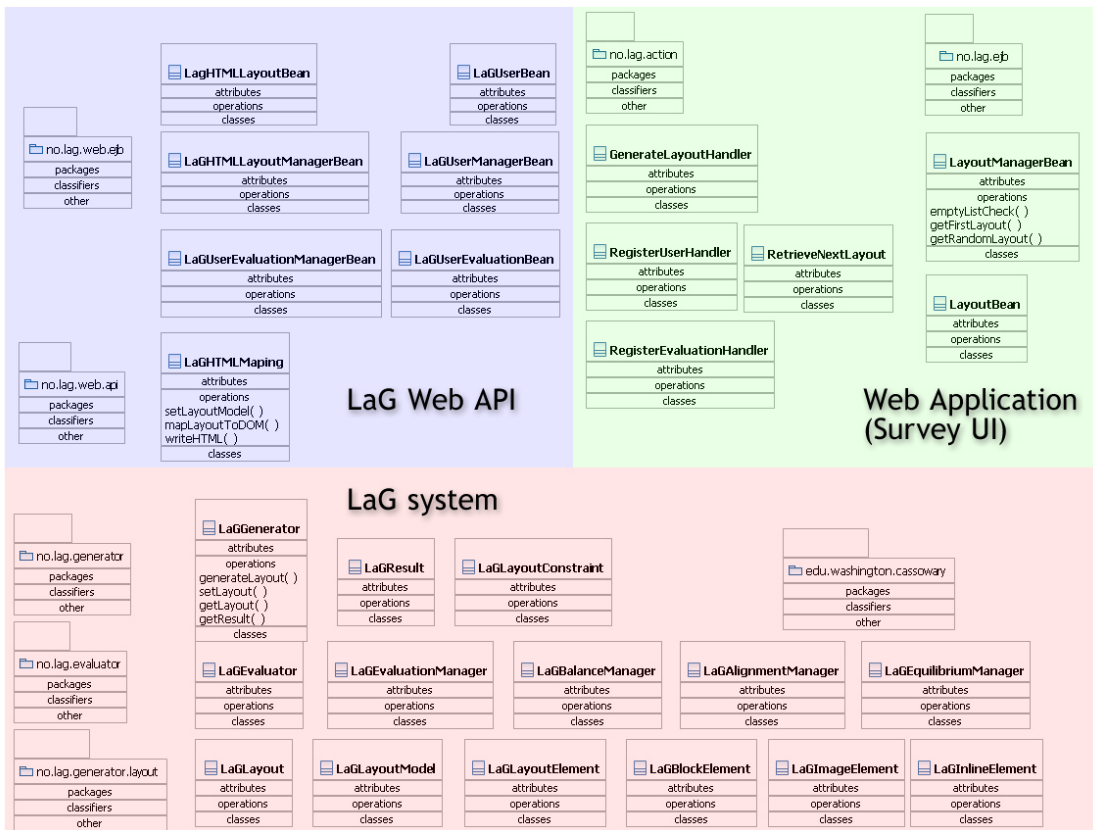 LagHTMLLayoutBean
attributes
operations
classes
LaGUserBean
attributes
operations
classes
no.lag.web.ejb
packages
classifiers
other
LaGHTMLLayoutManagerBean
attributes
operations
classes
LaGUserManagerBean
attributes
operations
classes
LaGUserEvaluationManagerBean
attributes
operations
classes
LaGUserEvaluationBean
attributes
operations
classes
no.lag.web.api
packages
classifiers
other
LaGHTMLMaping
attributes
operations
setLayoutModel( )
mapLayoutToDOM( )
writeHTML( )
classes
LaG Web API
no.lag.action
packages
classifiers
other
no.lag.ejb
packages
classifiers
other
GenerateLayoutHandler
attributes
operations
classes
LayoutManagerBean
attributes
operations
emptyListCheck( )
getFirstLayout( )
getRandomLayout( )
classes
RegisterUserHandler
attributes
operations
classes
RetrieveNextLayout
attributes
operations
classes
LayoutBean
attributes
operations
classes
RegisterEvaluationHandler
attributes
operations
classes
Web Application
(Survey UI)
LaG system
no.lag.generator
packages
classifiers
other
LaGGenerator
attributes
operations
generateLayout( )
setLayout( )
getLayout( )
getResult( )
classes
LaGResult
attributes
operations
classes
LaGLayoutConstraint
attributes
operations
classes
edu.washington.cassowary
packages
classifiers
other
no.lag.evaluator
packages
classifiers
other
LaGEvaluator
attributes
operations
classes
LaGEvaluationManager
attributes
operations
classes
LaGBalanceManager
attributes
operations
classes
LaGAlignmentManager
attributes
operations
classes
LaGEquilibriumManager
attributes
operations
classes
no.lag.generator.layout
packages
classifiers
other
LaGLayout
attributes
operations
classes
LaGLayoutModel
attributes
operations
classes
LaGLayoutElement
attributes
operations
classes
LaGBlockElement
attributes
operations
classes
LaGImageElement
attributes
operations
classes
LaGInlineElement
attributes
operations
classes